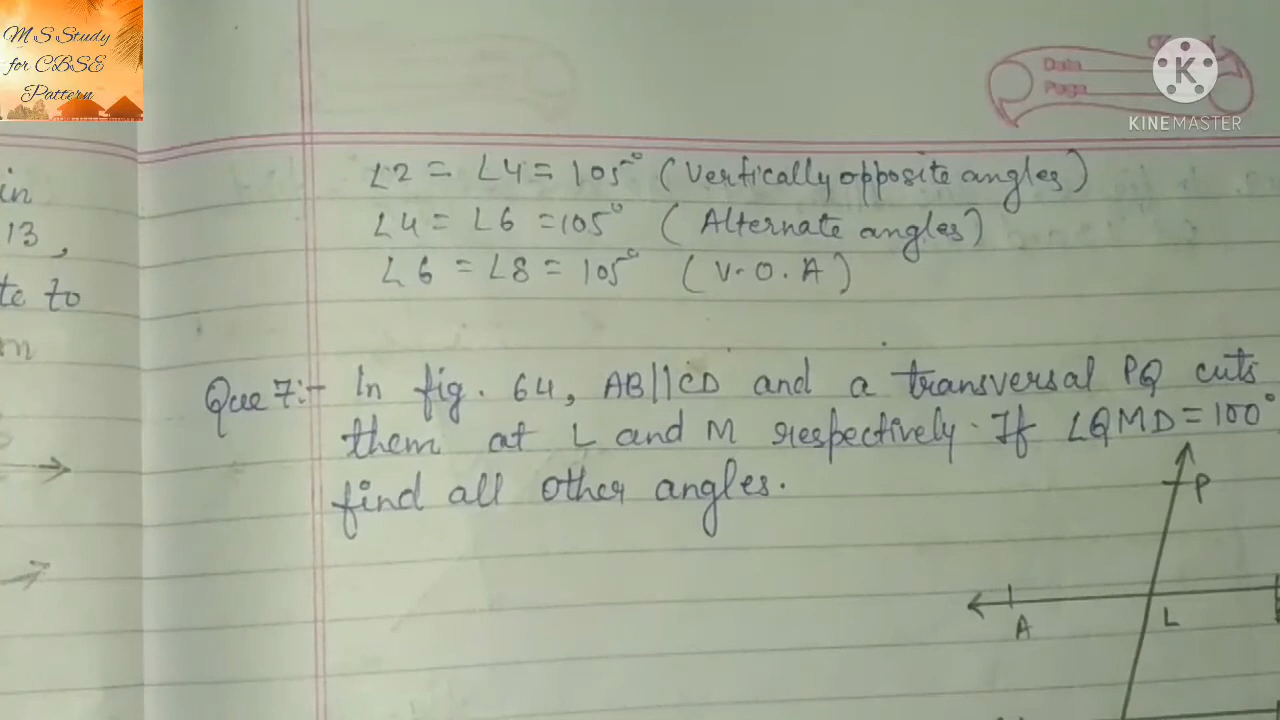 M S Study
for CBSE
Pattern
Data
Page
K
KINEMASTER
in
13,
te to
m
∠2 = ∠4 = 105° (Vertically opposite angles)
∠4 = ∠6 = 105° (Alternate angles)
∠6 = ∠8 = 105° (V.O.A)
Que 7:- In fig. 64, AB||CD and a transversal PQ cuts
them at L and M respectively. If ∠QMD = 100°
find all other angles.
P
A
L